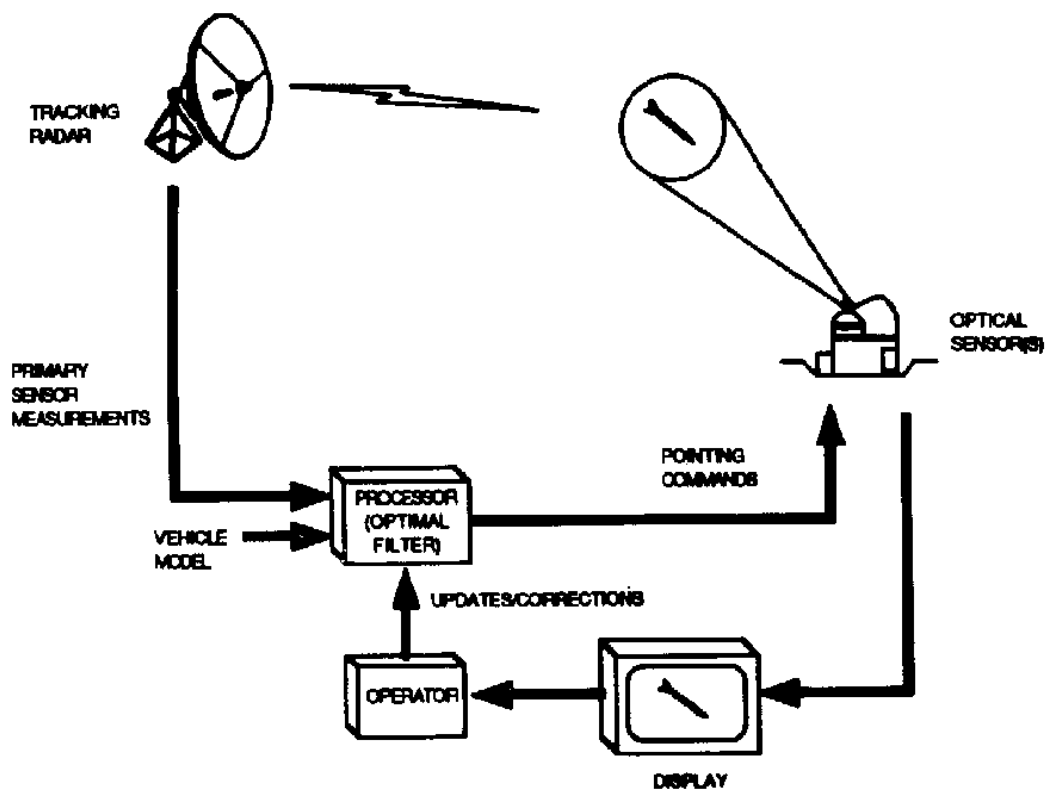 TRACKING
RADAR
OPTICAL
SENSOR(S)
PRIMARY
SENSOR
MEASUREMENTS
POINTING
COMMANDS
PROCESSOR
(OPTIMAL
FILTER)
VEHICLE
MODEL
UPDATES/CORRECTIONS
OPERATOR
DISPLAY